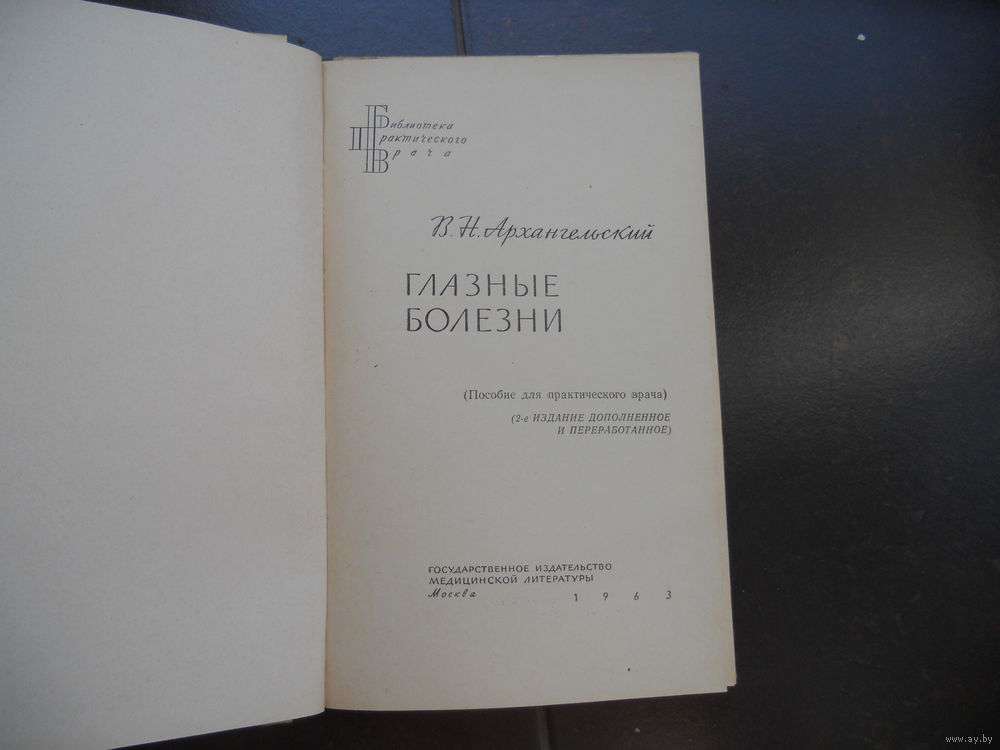 Библиотека
Практического
Врача
В. Н. Архангельский
ГЛАЗНЫЕ
БОЛЕЗНИ
(Пособие для практического врача)
(2-е ИЗДАНИЕ ДОПОЛНЕННОЕ
И ПЕРЕРАБОТАННОЕ)
ГОСУДАРСТВЕННОЕ ИЗДАТЕЛЬСТВО
МЕДИЦИНСКОЙ ЛИТЕРАТУРЫ
Москва 1963
www.ay.by